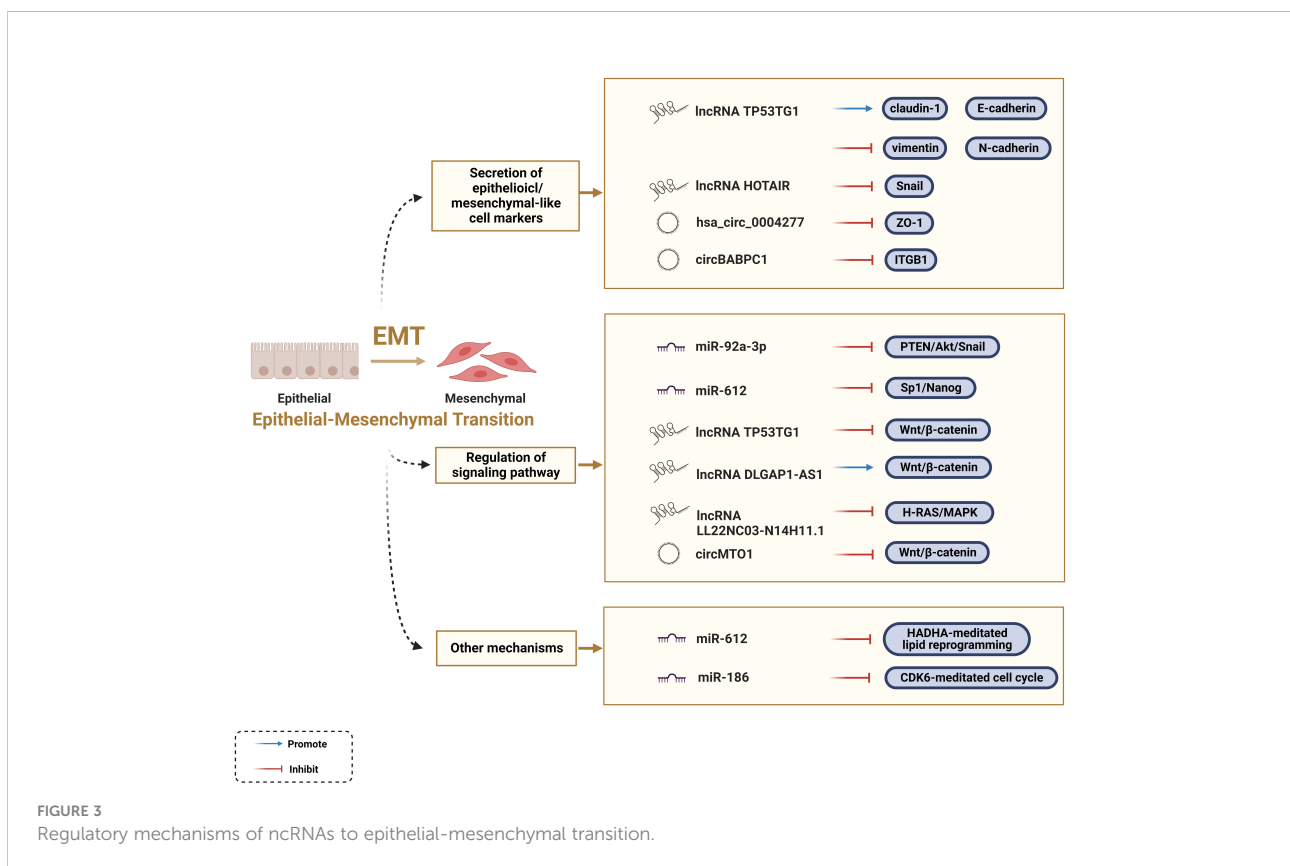 Secretion of
epithelioicl/
mesenchymal-like
cell markers
lncRNA TP53TG1
claudin-1
E-cadherin
vimentin
N-cadherin
lncRNA HOTAIR
Snail
hsa_circ_0004277
ZO-1
circBABPC1
ITGB1
EMT
Epithelial
Mesenchymal
Epithelial-Mesenchymal Transition
Regulation of
signaling pathway
miR-92a-3p
PTEN/Akt/Snail
miR-612
Sp1/Nanog
lncRNA TP53TG1
Wnt/β-catenin
lncRNA DLGAP1-AS1
Wnt/β-catenin
lncRNA
LL22NC03-N14H11.1
H-RAS/MAPK
circMTO1
Wnt/β-catenin
Other mechanisms
miR-612
HADHA-meditated
lipid reprogramming
miR-186
CDK6-meditated cell cycle
Promote
Inhibit
FIGURE 3
Regulatory mechanisms of ncRNAs to epithelial-mesenchymal transition.